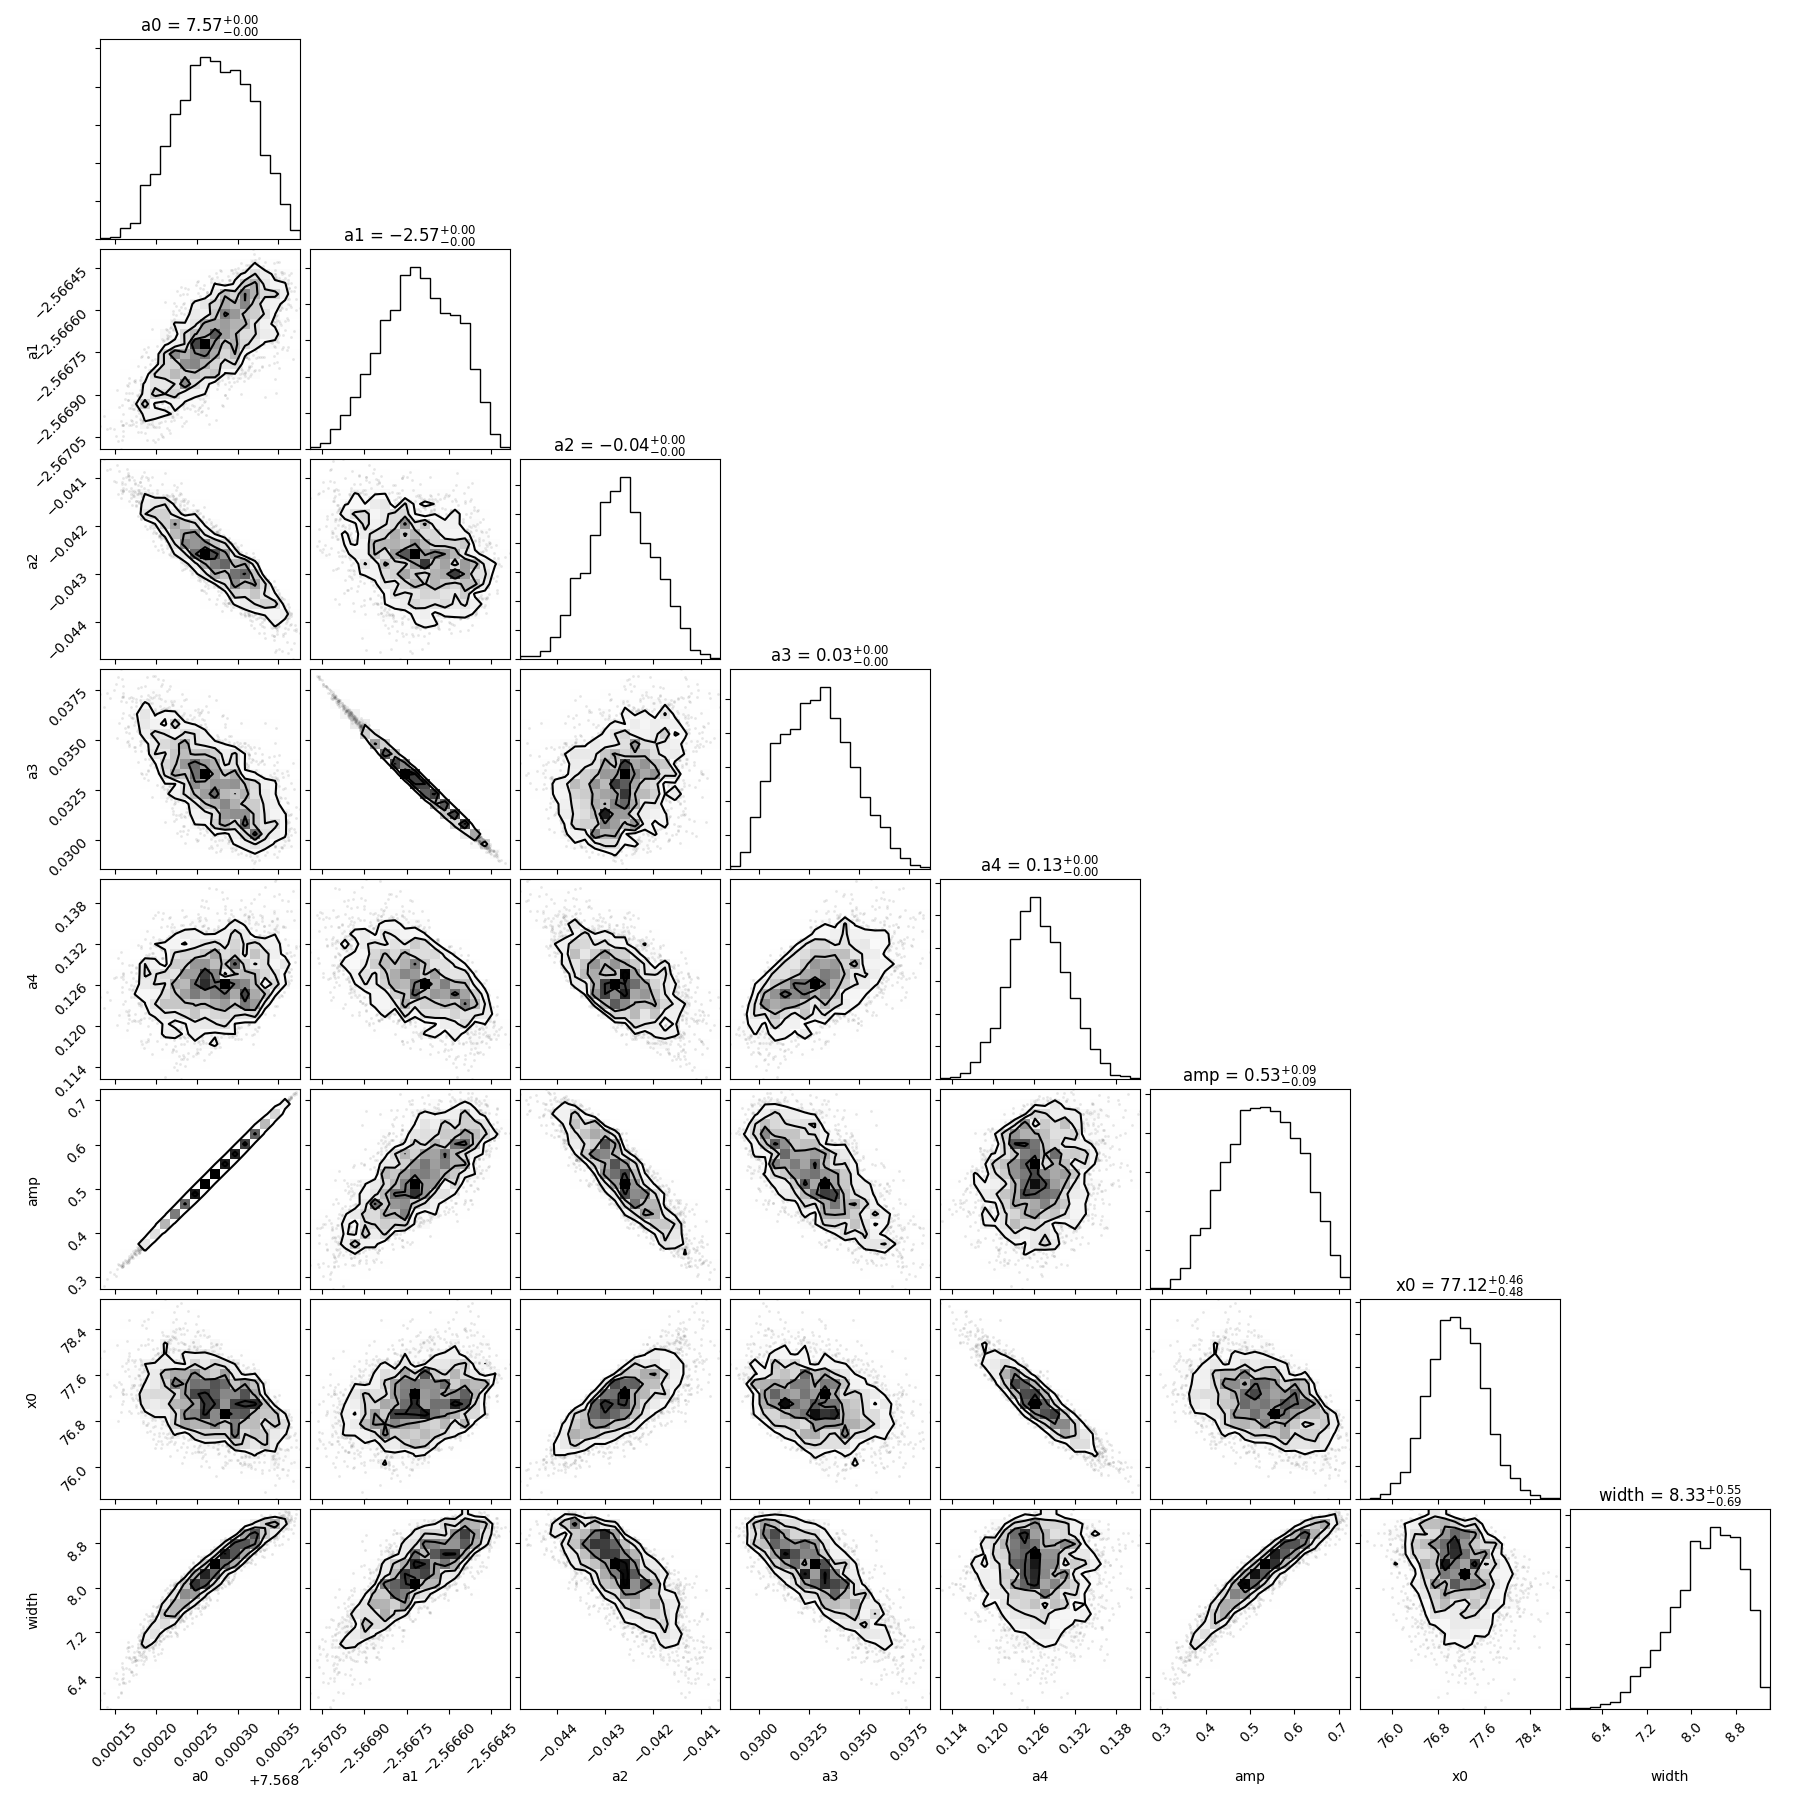 a0 = 7.57+0.00−0.00
a1 = −2.57+0.00−0.00
−2.56645
−2.56660
−2.56675
−2.56690
−2.56705
a1
a2 = −0.04+0.00−0.00
−0.041
−0.042
−0.043
−0.044
a2
a3 = 0.03+0.00−0.00
0.0375
0.0350
0.0325
0.0300
a3
a4 = 0.13+0.00−0.00
0.138
0.132
0.126
0.120
0.114
a4
amp = 0.53+0.09−0.09
0.7
0.6
0.5
0.4
0.3
amp
x0 = 77.12+0.46−0.48
78.4
77.6
76.8
76.0
x0
width = 8.33+0.55−0.69
8.8
8.0
7.2
6.4
width
0.00015 0.00020 0.00025 0.00030 0.00035 −2.56705 −2.56690 −2.56675 −2.56660 −2.56645 −0.044 −0.043 −0.042 −0.041 0.0300 0.0325 0.0350 0.0375 0.114 0.120 0.126 0.132 0.138 0.3 0.4 0.5 0.6 0.7 76.0 76.8 77.6 78.4 6.4 7.2 8.0 8.8
a0 +7.568 a1 a2 a3 a4 amp x0 width